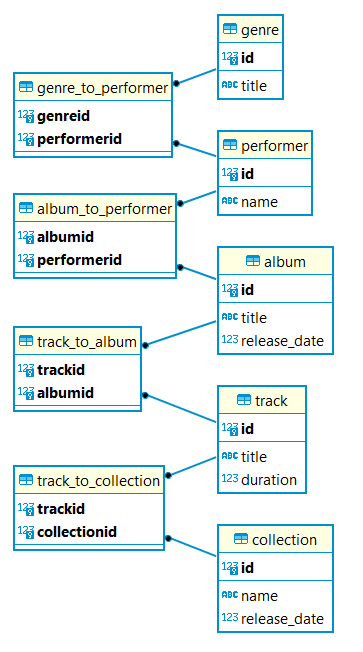 genre
id
ABC title
genre_to_performer
123 genreid
123 performerid
performer
id
ABC name
album_to_performer
123 albumid
123 performerid
album
123 id
ABC title
123 release_date
track_to_album
123 trackid
123 albumid
track
123 id
ABC title
123 duration
track_to_collection
123 trackid
123 collectionid
collection
123 id
ABC name
123 release_date